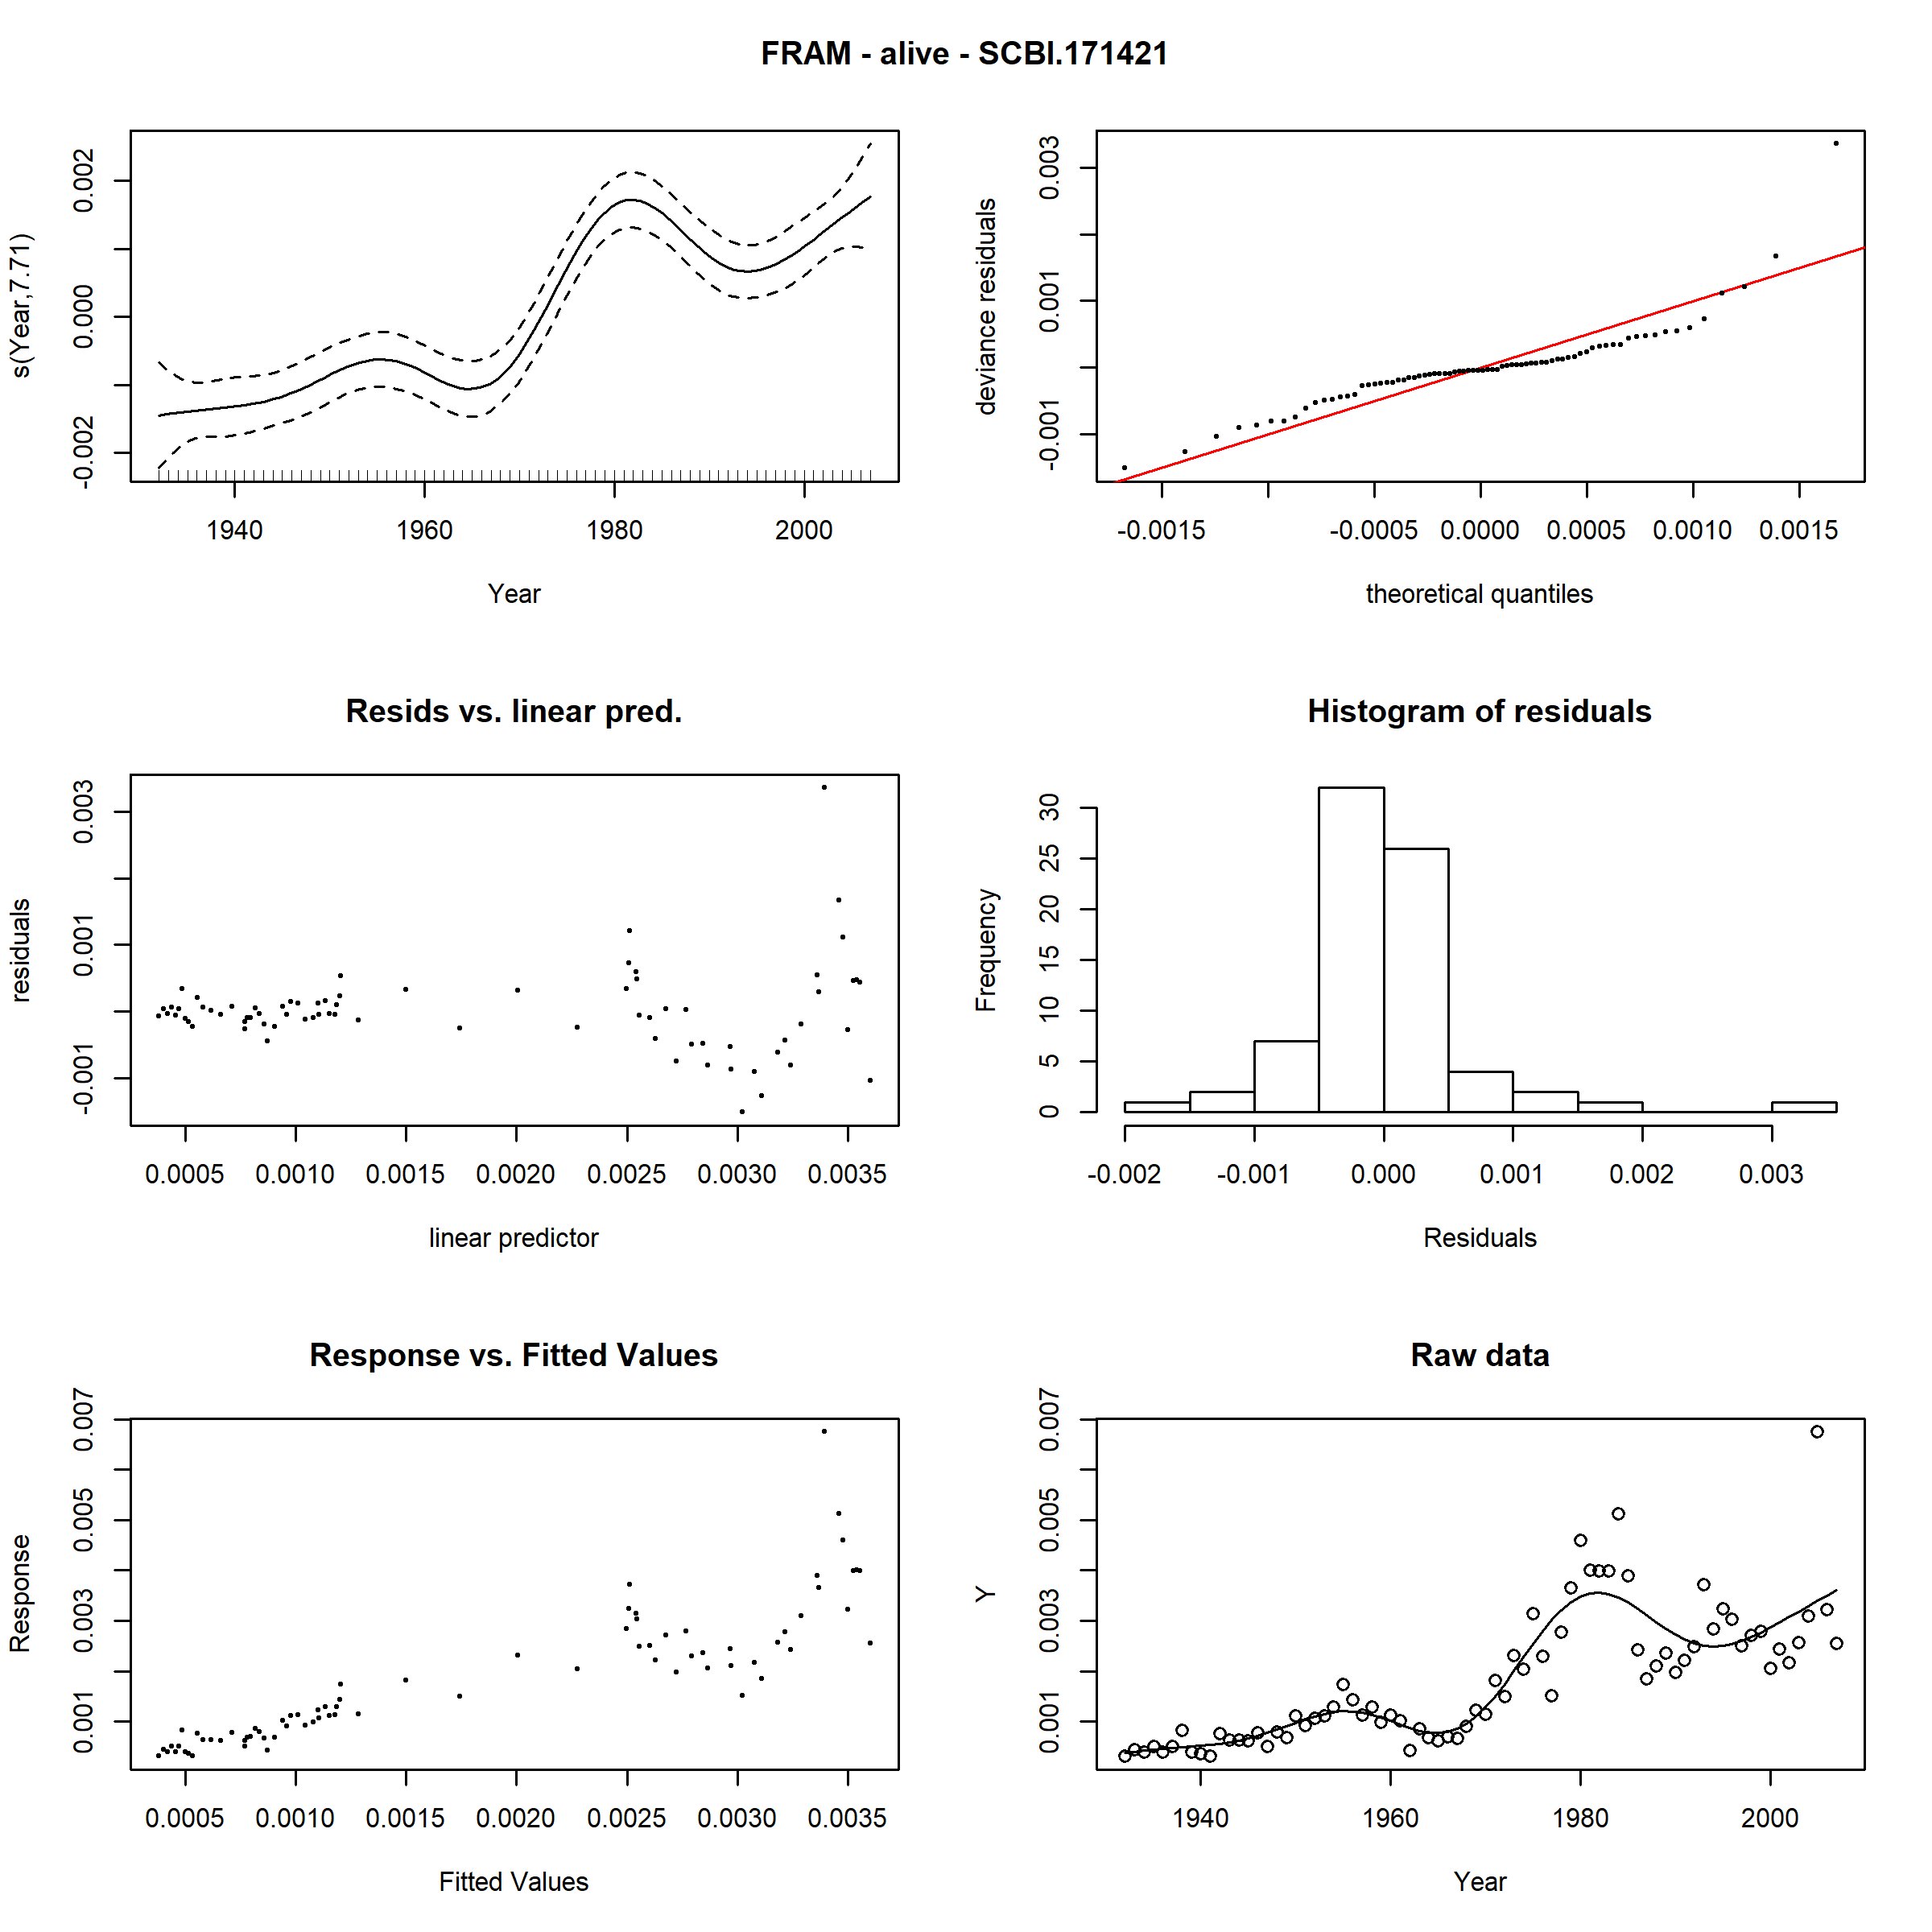 FRAM - alive - SCBI.171421
s(Year,7.71)
-0.002 0.000 0.002
1940 1960 1980 2000
Year
deviance residuals
-0.001 0.001 0.003
-0.0015 -0.0005 0.0000 0.0005 0.0010 0.0015
theoretical quantiles
Resids vs. linear pred.
residuals
-0.001 0.001 0.003
0.0005 0.0010 0.0015 0.0020 0.0025 0.0030 0.0035
linear predictor
Histogram of residuals
Frequency
0 5 10 15 20 25 30
-0.002 -0.001 0.000 0.001 0.002 0.003
Residuals
Response vs. Fitted Values
Response
0.001 0.003 0.005 0.007
0.0005 0.0010 0.0015 0.0020 0.0025 0.0030 0.0035
Fitted Values
Raw data
Y
0.001 0.003 0.005 0.007
1940 1960 1980 2000
Year